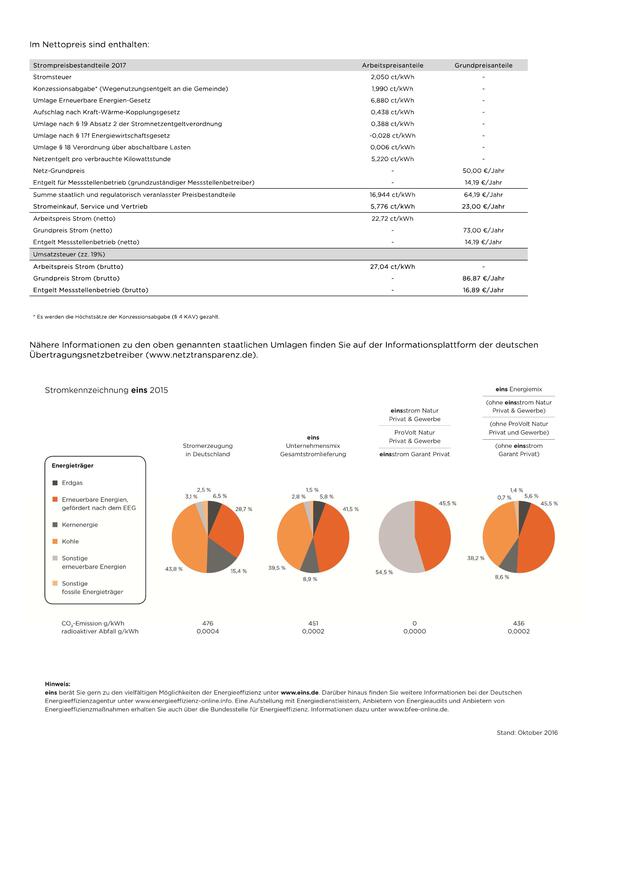 Im Nettopreis sind enthalten:
Strompreisbestandteile 2017 Arbeitspreisanteile Grundpreisanteile
Stromsteuer 2,050 ct/kWh -
Konzessionsabgabe* (Wegenutzungsentgelt an die Gemeinde) 1,990 ct/kWh -
Umlage Erneuerbare Energien-Gesetz 6,880 ct/kWh -
Aufschlag nach Kraft-Wärme-Kopplungsgesetz 0,438 ct/kWh -
Umlage nach § 19 Absatz 2 der Stromnetzentgeltverordnung 0,388 ct/kWh -
Umlage nach § 17f Energiewirtschaftsgesetz -0,028 ct/kWh -
Umlage § 18 Verordnung über abschaltbare Lasten 0,006 ct/kWh -
Netzentgelt pro verbrauchte Kilowattstunde 5,220 ct/kWh -
Netz-Grundpreis - 50,00 €/Jahr
Entgelt für Messstellenbetrieb (grundzuständiger Messstellenbetreiber) - 14,19 €/Jahr
Summe staatlich und regulatorisch veranlasster Preisbestandteile 16,944 ct/kWh 64,19 €/Jahr
Stromeinkauf, Service und Vertrieb 5,776 ct/kWh 23,00 €/Jahr
Arbeitspreis Strom (netto) 22,72 ct/kWh
Grundpreis Strom (netto) - 73,00 €/Jahr
Entgelt Messstellenbetrieb (netto) - 14,19 €/Jahr
Umsatzsteuer (zz. 19%)
Arbeitspreis Strom (brutto) 27,04 ct/kWh -
Grundpreis Strom (brutto) - 86,87 €/Jahr
Entgelt Messstellenbetrieb (brutto) - 16,89 €/Jahr
* Es werden die Höchstsätze der Konzessionsabgabe (§ 4 KAV) gezahlt.
Nähere Informationen zu den oben genannten staatlichen Umlagen finden Sie auf der Informationsplattform der deutschen
Übertragungsnetzbetreiber (www.netztransparenz.de).
Stromkennzeichnung eins 2015
Stromerzeugung
in Deutschland
eins
Unternehmensmix
Gesamtstromlieferung
einsstrom Natur
Privat & Gewerbe
ProVolt Natur
Privat & Gewerbe
einsstrom Garant Privat
eins Energiemix
(ohne einsstrom Natur
Privat & Gewerbe)
(ohne ProVolt Natur
Privat und Gewerbe)
(ohne einsstrom
Garant Privat)
Energieträger
Erdgas
Erneuerbare Energien,
gefördert nach dem EEG
Kernenergie
Kohle
Sonstige
erneuerbare Energien
Sonstige
fossile Energieträger
2,5 %
3,1 % 6,5 %
28,7 %
43,8 % 15,4 %
1,5 %
2,8 % 5,8 %
41,5 %
39,5 %
8,9 %
45,5 %
54,5 %
1,4 %
0,7 % 5,6 %
45,5 %
38,2 %
8,6 %
CO₂-Emission g/kWh 476 451 0 436
radioaktiver Abfall g/kWh 0,0004 0,0002 0,0000 0,0002
Hinweis:
eins berät Sie gern zu den vielfältigen Möglichkeiten der Energieeffizienz unter www.eins.de. Darüber hinaus finden Sie weitere Informationen bei der Deutschen
Energieeffizienzagentur unter www.energieeffizienz-online.info. Eine Aufstellung mit Energiedienstleistern, Anbietern von Energieaudits und Anbietern von
Energieeffizienzmaßnahmen erhalten Sie auch über die Bundesstelle für Energieeffizienz. Informationen dazu unter www.bfee-online.de.
Stand: Oktober 2016